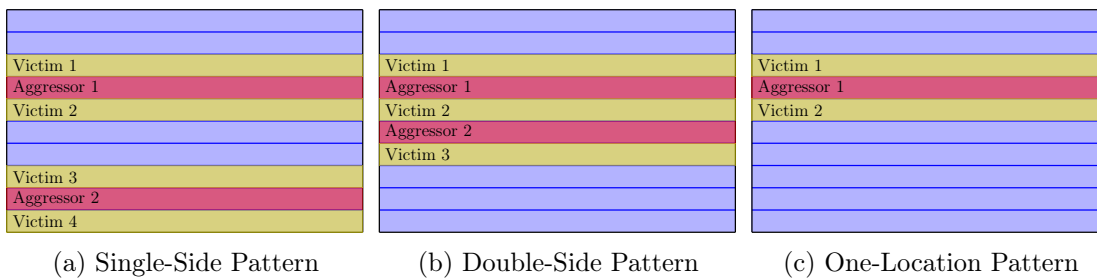 Victim 1
Aggressor 1
Victim 2
Victim 3
Aggressor 2
Victim 4
(a) Single-Side Pattern
Victim 1
Aggressor 1
Victim 2
Aggressor 2
Victim 3
(b) Double-Side Pattern
Victim 1
Aggressor 1
Victim 2
(c) One-Location Pattern